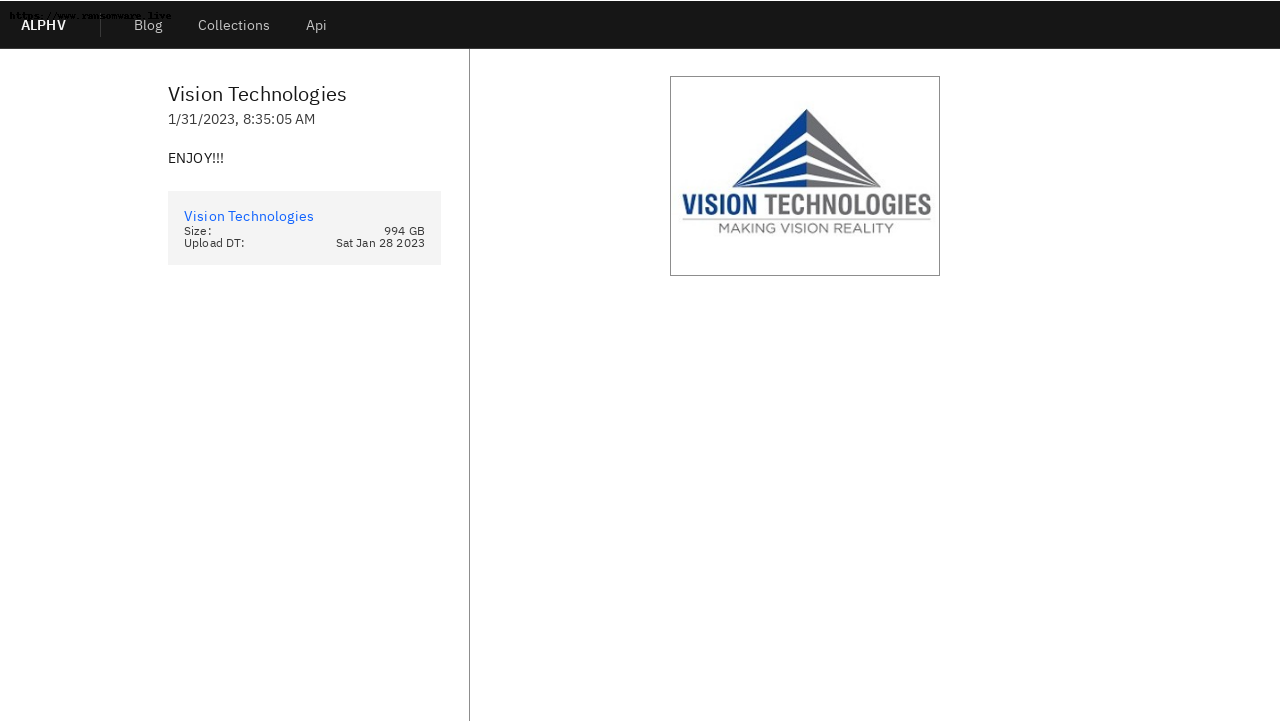 https://www.ransomware.live
ALPHV
Blog
Collections
Api
Vision Technologies
1/31/2023, 8:35:05 AM
ENJOY!!!
Vision Technologies
Size: 994 GB
Upload DT: Sat Jan 28 2023
VISION TECHNOLOGIES
MAKING VISION REALITY